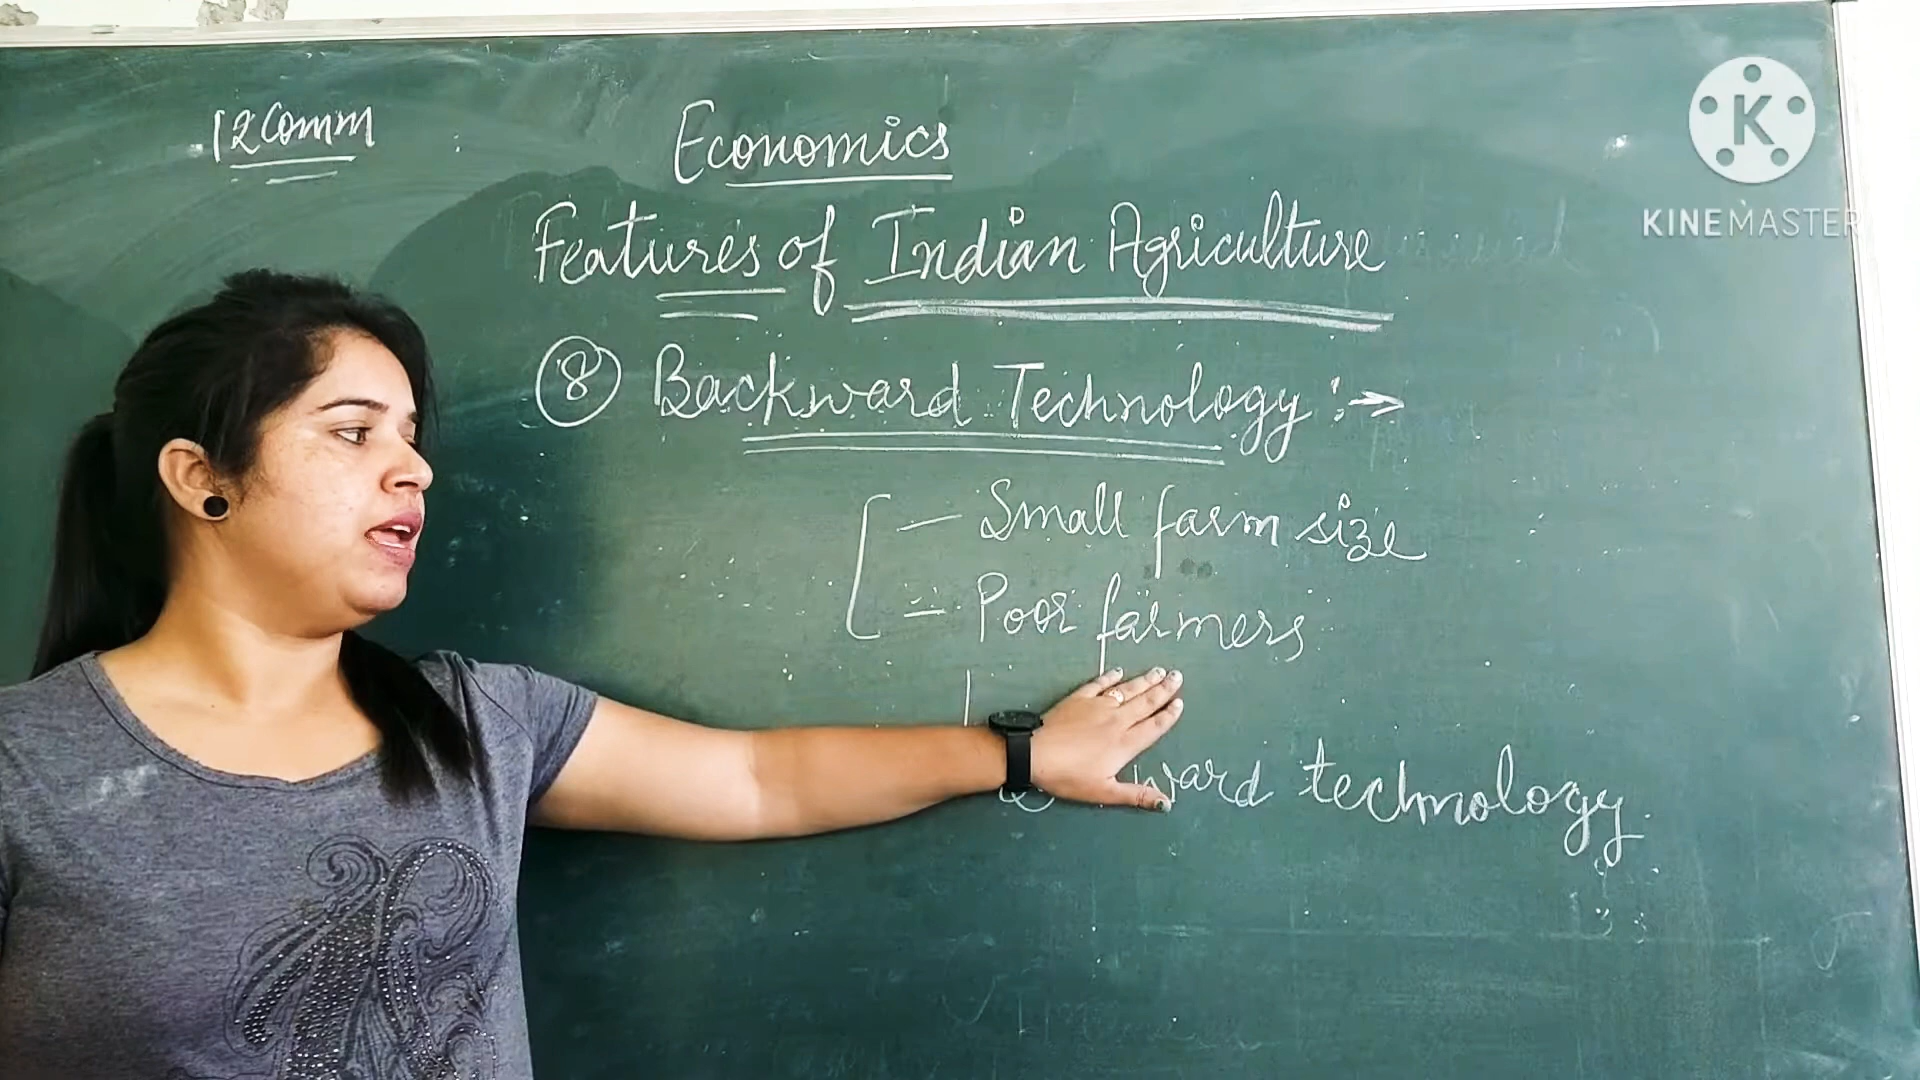 12 Comm
Economics
Features of Indian Agriculture
⑧ Backward Technology :→
– Small farm size
– Poor farmers
ward technology.
K
KINEMASTER